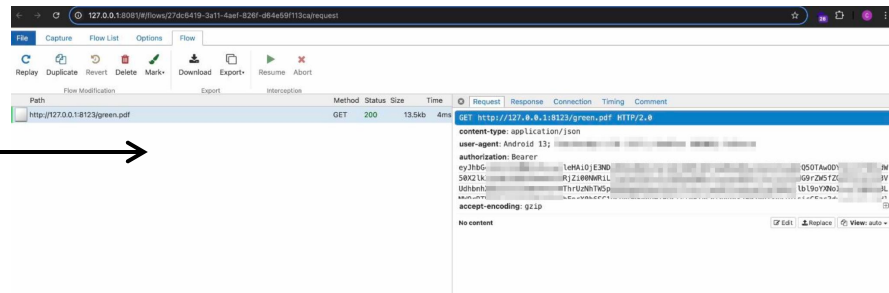 127.0.0.1:8081/#/flows/27dc6419-3a11-4aef-826f-d64e59f113ca/request
File Capture Flow List Options Flow
Replay Duplicate Revert Delete Mark Download Export Resume Abort
Flow Modification Export Interception
Path Method Status Size Time
http://127.0.0.1:8123/green.pdf GET 200 13.5kb 4ms
Request Response Connection Timing Comment
GET http://127.0.0.1:8123/green.pdf HTTP/2.0
content-type: application/json
user-agent: Android 13;
authorization: Bearer
accept-encoding: gzip
No content Edit Replace View: auto